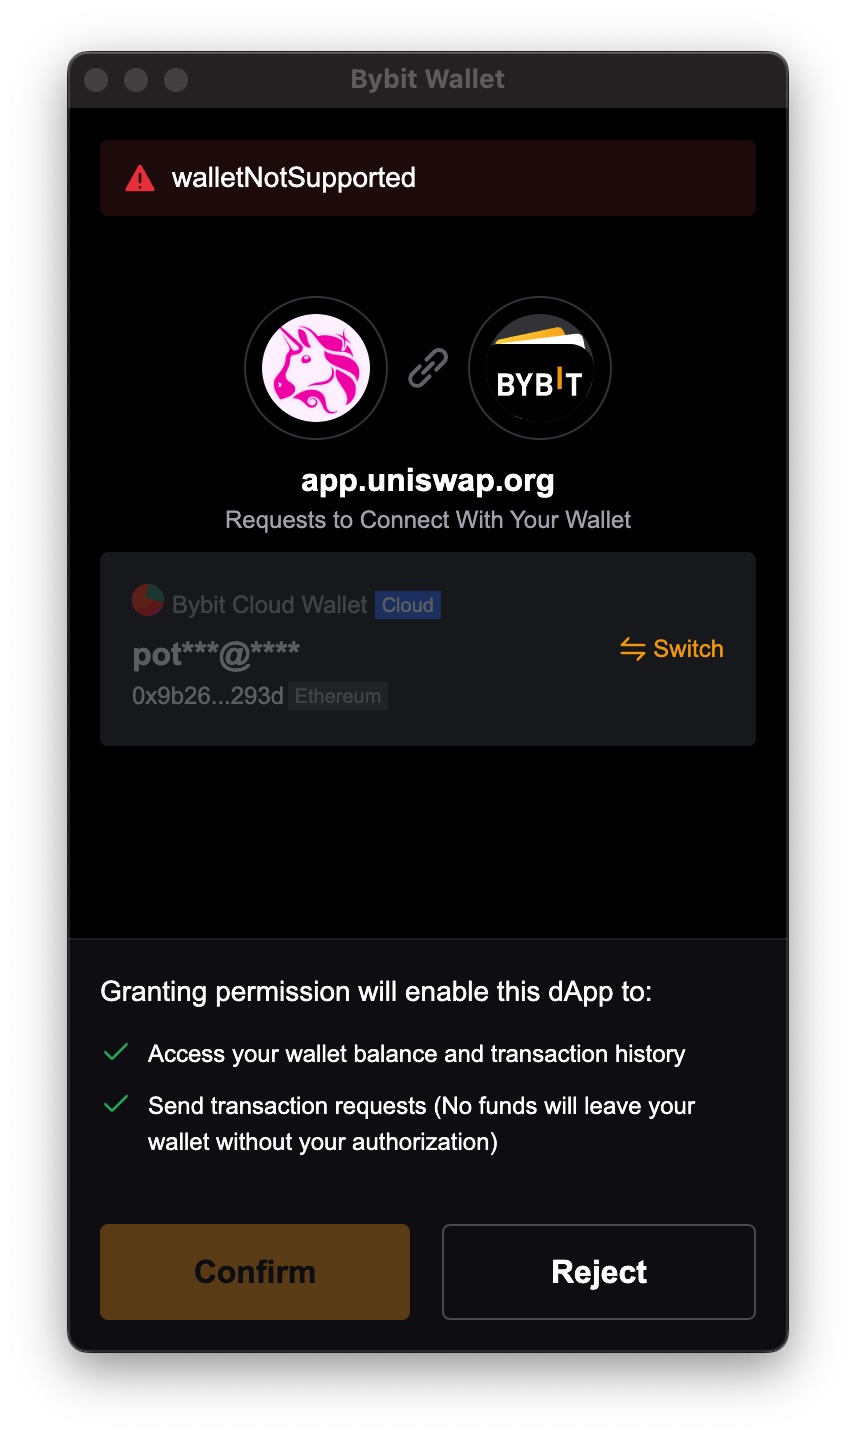 Bybit Wallet
walletNotSupported
BYBIT
app.uniswap.org
Requests to Connect With Your Wallet
Bybit Cloud Wallet Cloud
pot***@****
Switch
0x9b26...293d Ethereum
Granting permission will enable this dApp to:
Access your wallet balance and transaction history
Send transaction requests (No funds will leave your
wallet without your authorization)
Confirm
Reject